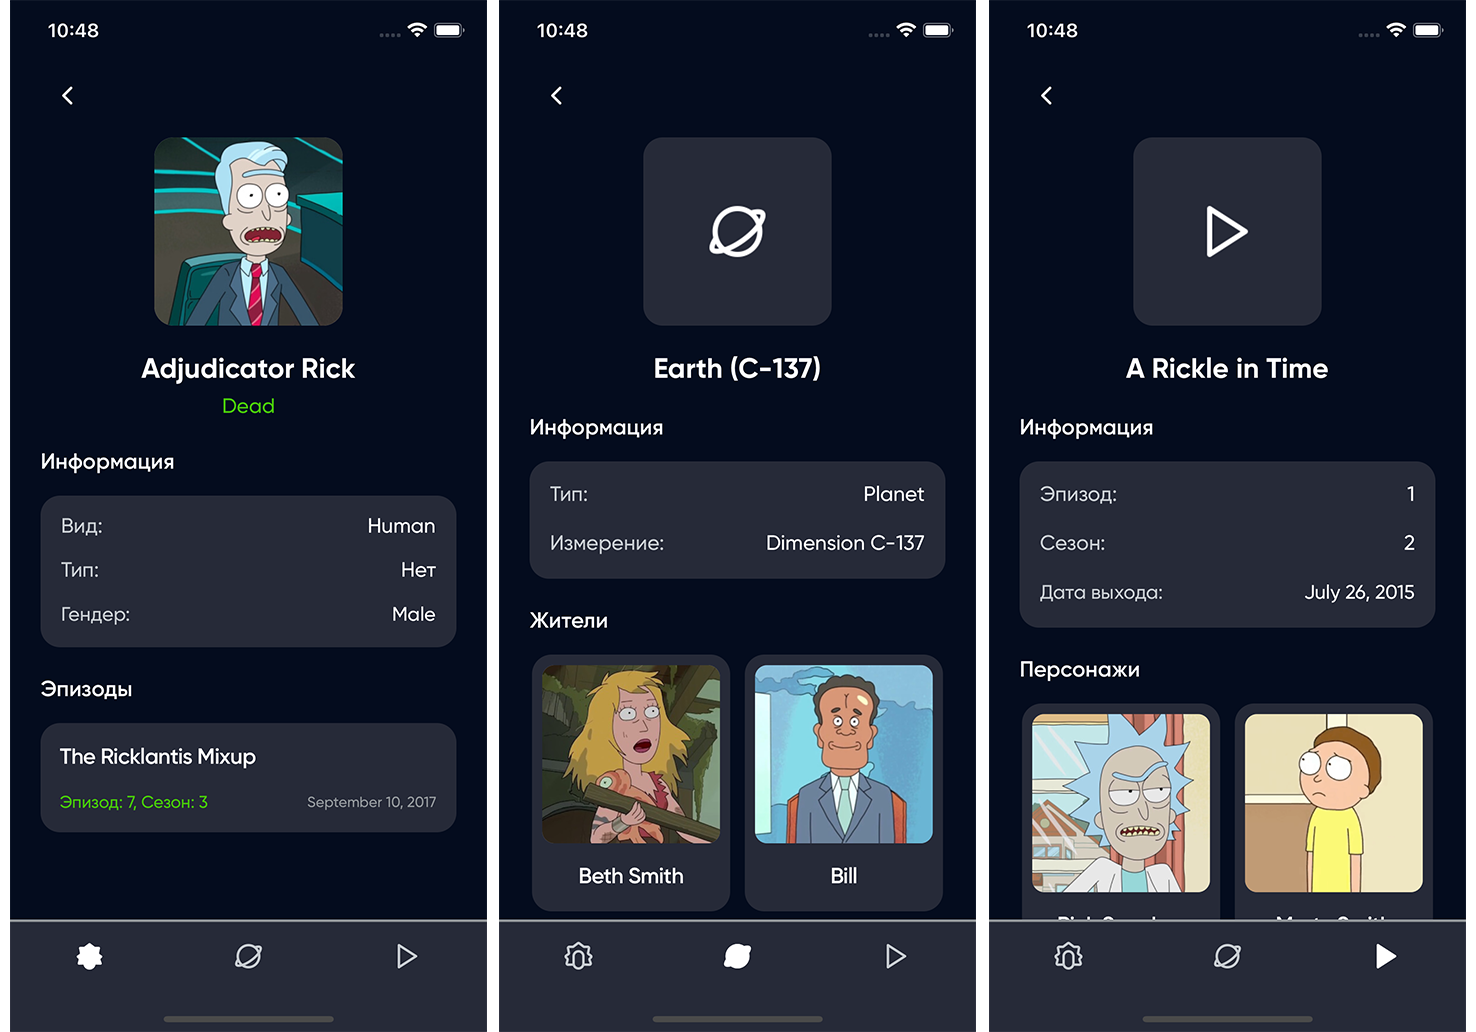 10:48
Adjudicator Rick
Dead
Информация
Вид: Human
Тип: Нет
Гендер: Male
Эпизоды
The Ricklantis Mixup
Эпизод: 7, Сезон: 3 September 10, 2017
10:48
Earth (C-137)
Информация
Тип: Planet
Измерение: Dimension C-137
Жители
Beth Smith Bill
10:48
A Rickle in Time
Информация
Эпизод: 1
Сезон: 2
Дата выхода: July 26, 2015
Персонажи